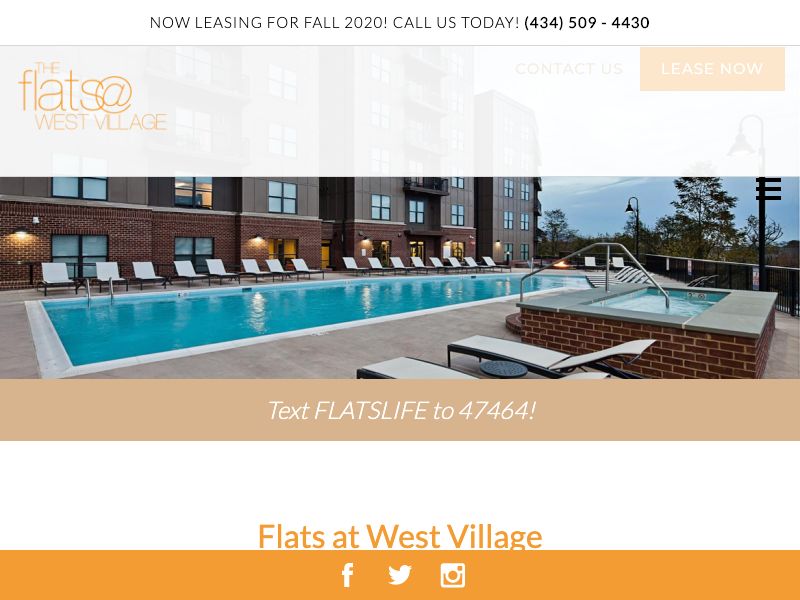 NOW LEASING FOR FALL 2020! CALL US TODAY! (434) 509 - 4430
THE
flats@
WEST VILLAGE
CONTACT US
LEASE NOW
Text FLATSLIFE to 47464!
Flats at West Village